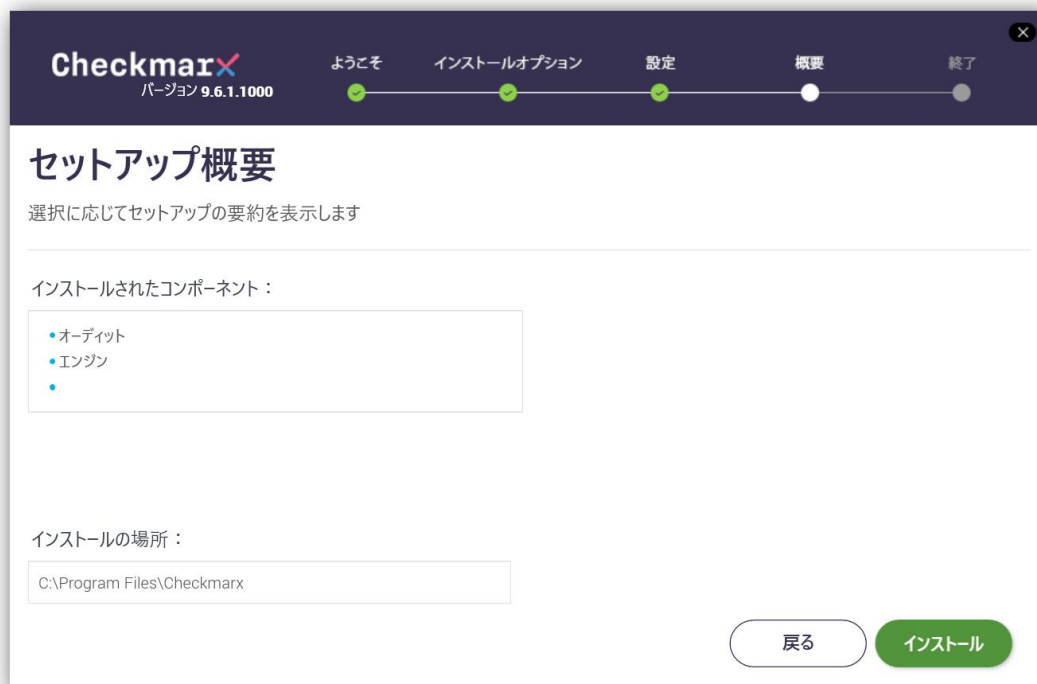 Checkmarx
バージョン 9.6.1.1000
ようこそ
インストールオプション
設定
概要
終了
セットアップ概要
選択に応じてセットアップの要約を表示します
インストールされたコンポーネント：
オーディット
エンジン
インストールの場所：
C:\Program Files\Checkmarx
戻る
インストール